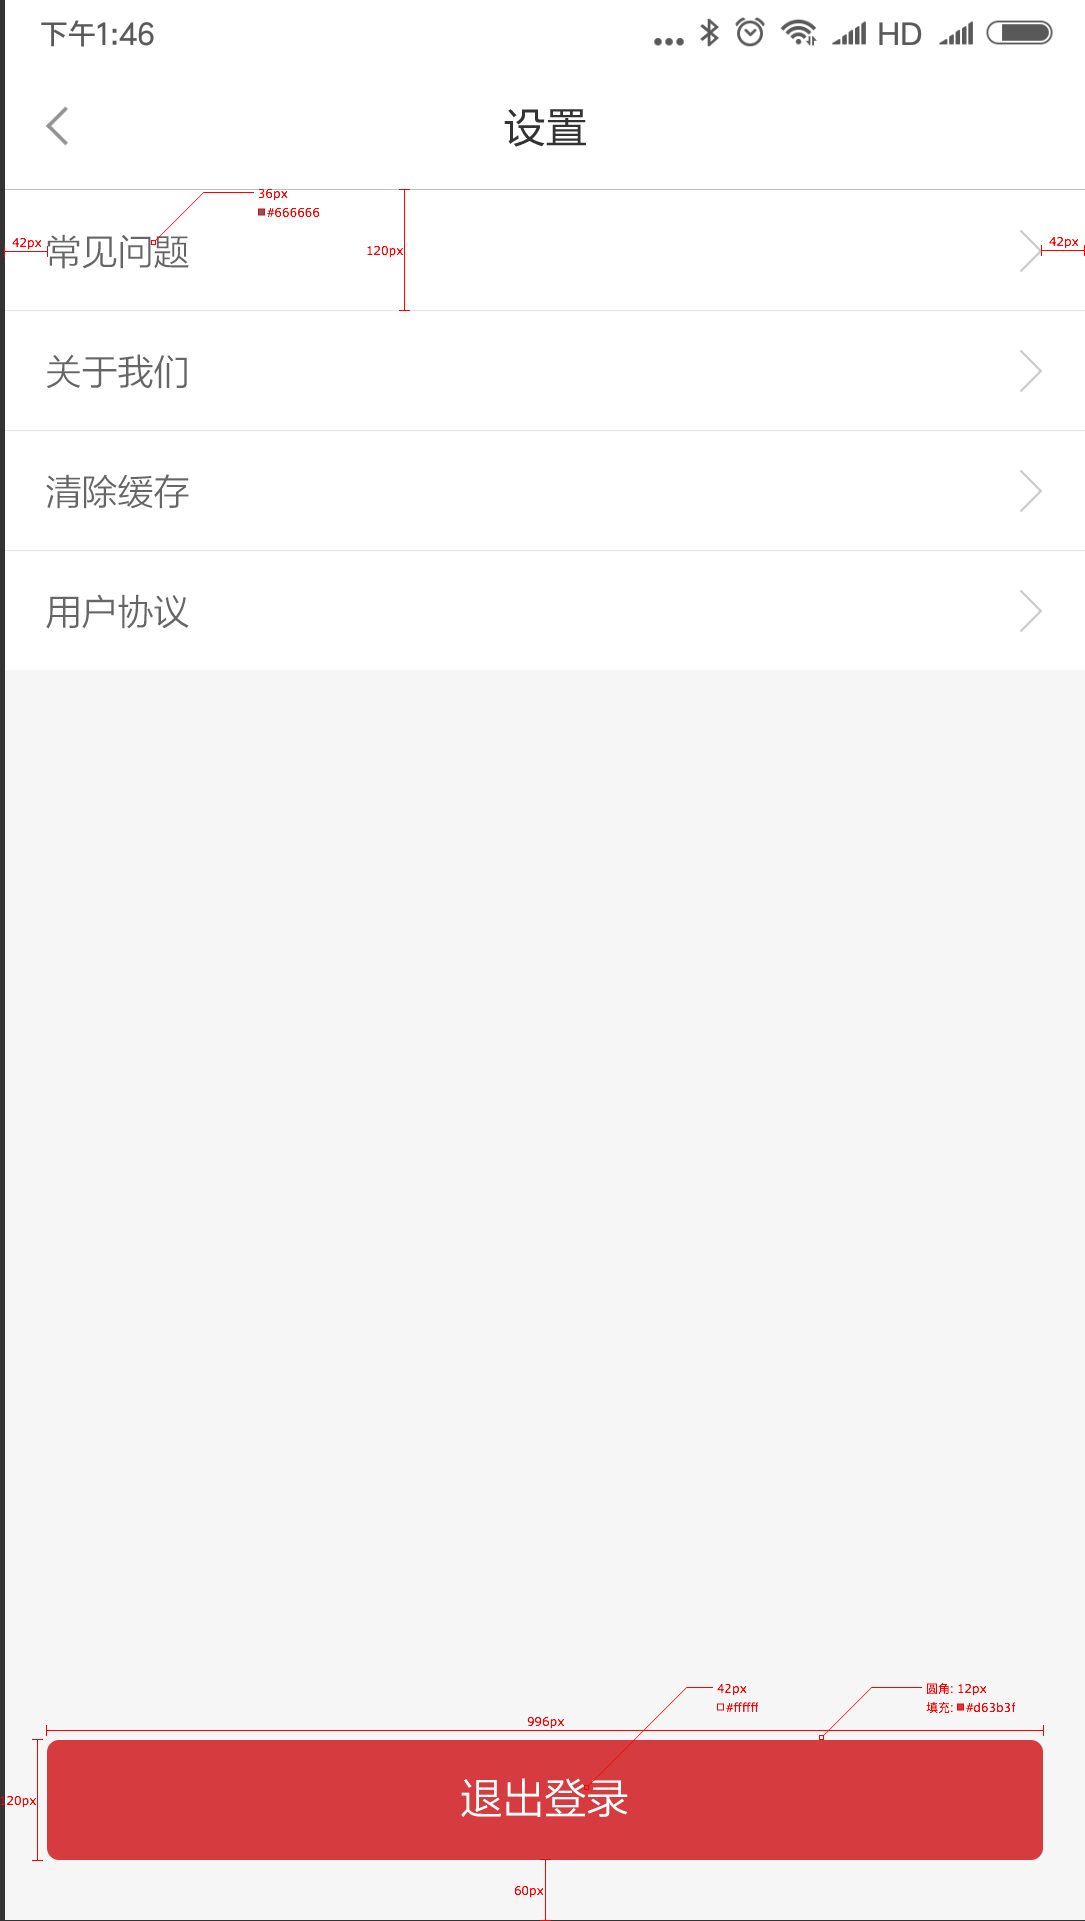 下午1:46
HD
设置
36px
#666666
42px
常见问题
120px
42px
关于我们
清除缓存
用户协议
42px
#ffffff
圆角: 12px
填充: #d63b3f
996px
120px
退出登录
60px